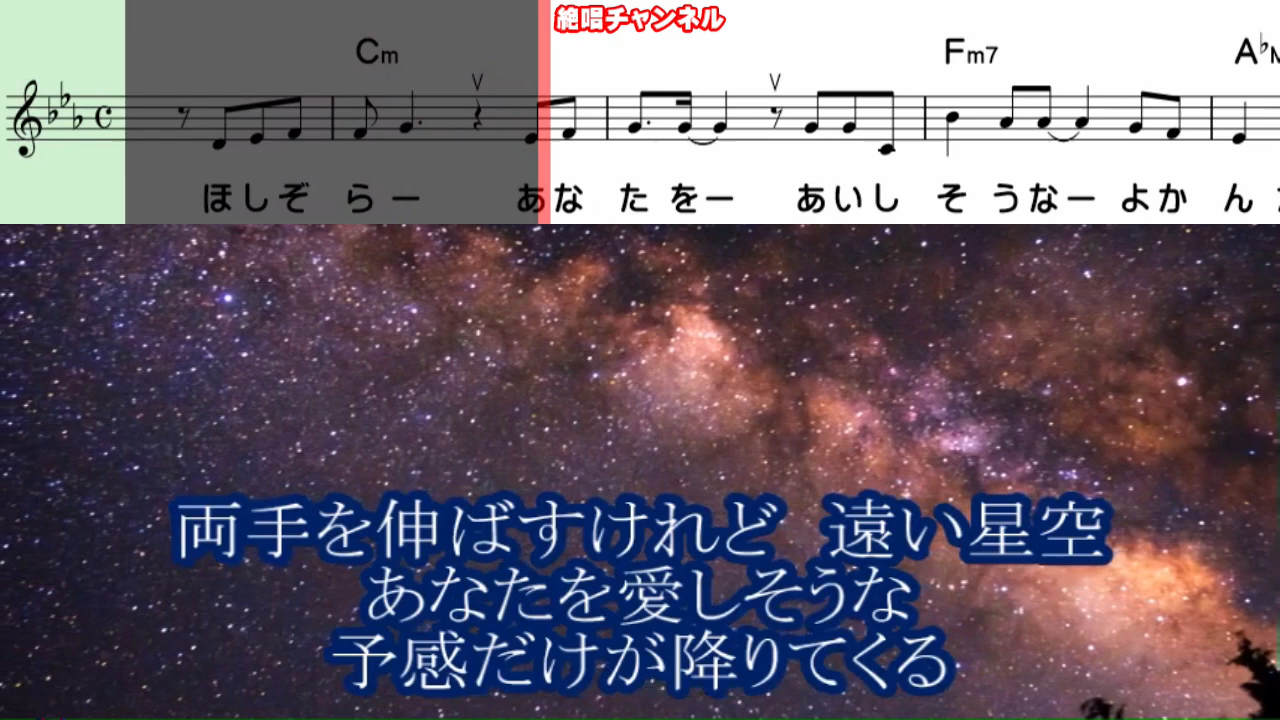 絶唱チャンネル
Cm Fm7 A♭M
ほしぞ らー あな た をー あいし そ うなー よか ん
両手を伸ばすけれど 遠い星空
あなたを愛しそうな
予感だけが降りてくる